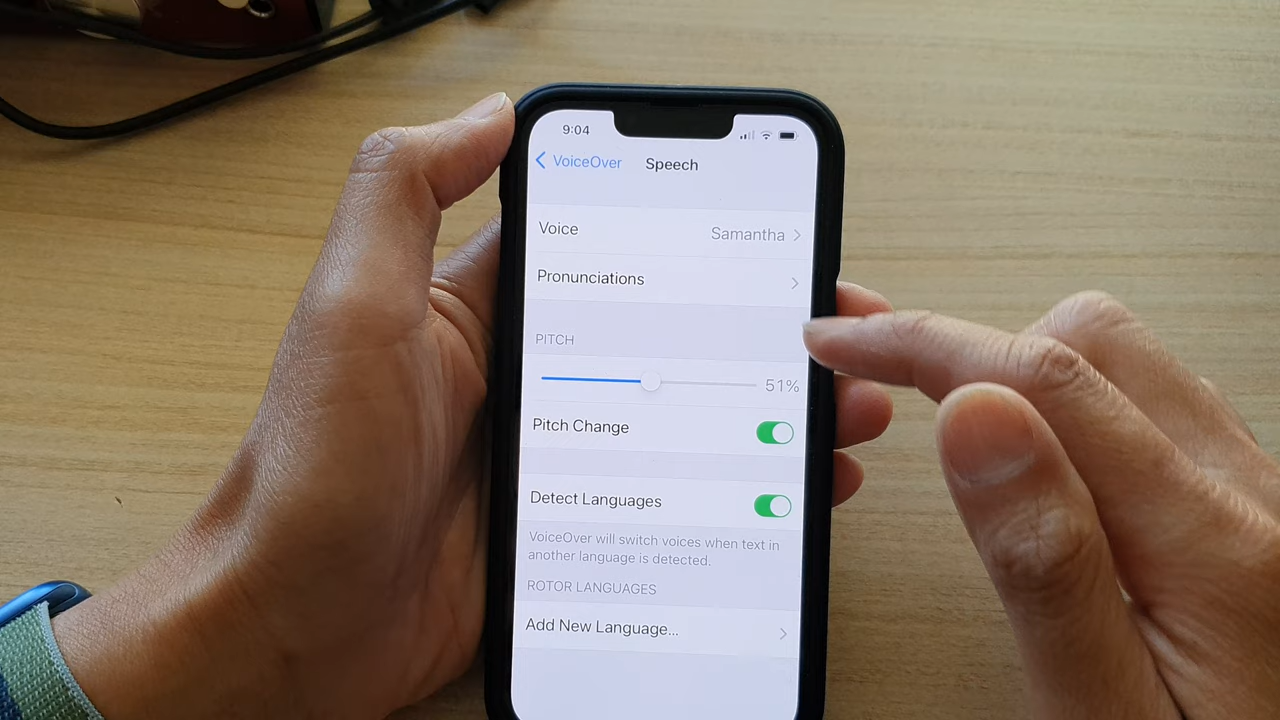 9:04
VoiceOver
Speech
Voice
Samantha
Pronunciations
PITCH
51%
Pitch Change
Detect Languages
VoiceOver will switch voices when text in
another language is detected.
ROTOR LANGUAGES
Add New Language...